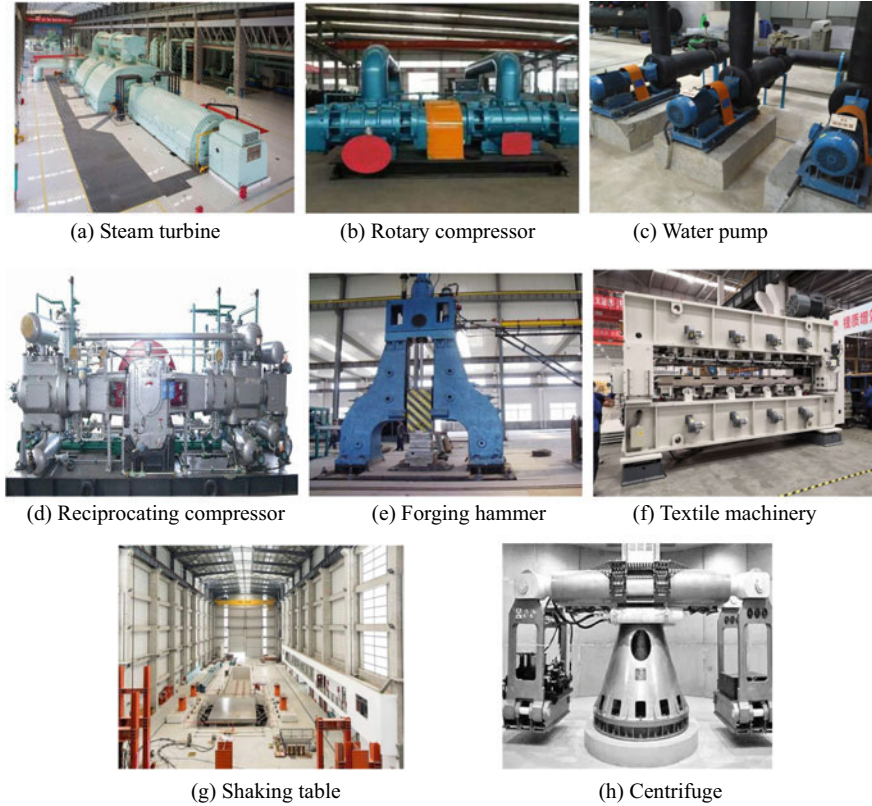 (a) Steam turbine
(b) Rotary compressor
(c) Water pump
(d) Reciprocating compressor
(e) Forging hammer
(f) Textile machinery
(g) Shaking table
(h) Centrifuge